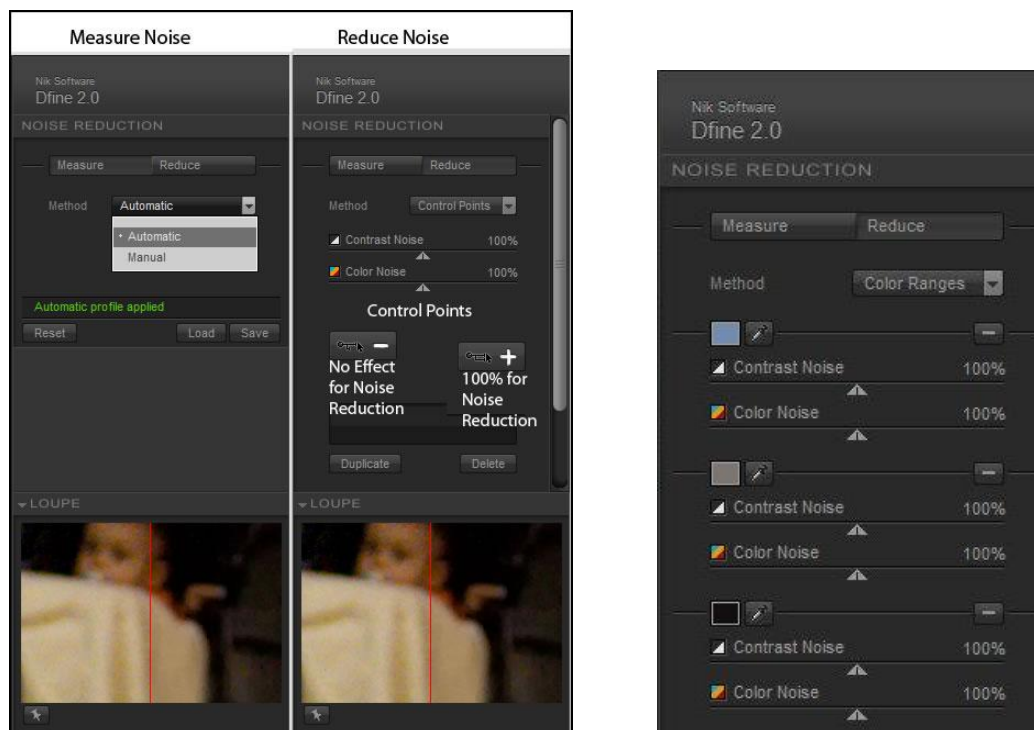 Measure Noise
Reduce Noise
Nik Software
Dfine 2.0
NOISE REDUCTION
Measure Reduce
Method Automatic
• Automatic
Manual
Automatic profile applied
Reset Load Save
LOUPE
Nik Software
Dfine 2.0
NOISE REDUCTION
Measure Reduce
Method Control Points
Contrast Noise 100%
Color Noise 100%
Control Points
No Effect
for Noise
Reduction
100% for
Noise
Reduction
Duplicate Delete
LOUPE
Nik Software
Dfine 2.0
NOISE REDUCTION
Measure Reduce
Method Color Ranges
Contrast Noise 100%
Color Noise 100%
Contrast Noise 100%
Color Noise 100%
Contrast Noise 100%
Color Noise 100%